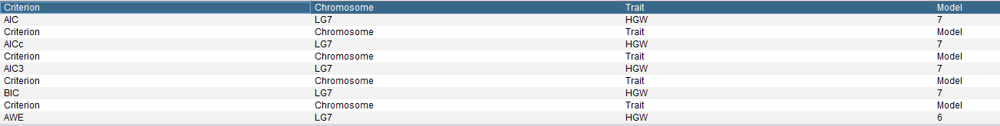 Criterion Chromosome Trait Model
AIC LG7 HGW 7
Criterion Chromosome Trait Model
AICc LG7 HGW 7
Criterion Chromosome Trait Model
AIC3 LG7 HGW 7
Criterion Chromosome Trait Model
BIC LG7 HGW 7
Criterion Chromosome Trait Model
AWE LG7 HGW 6